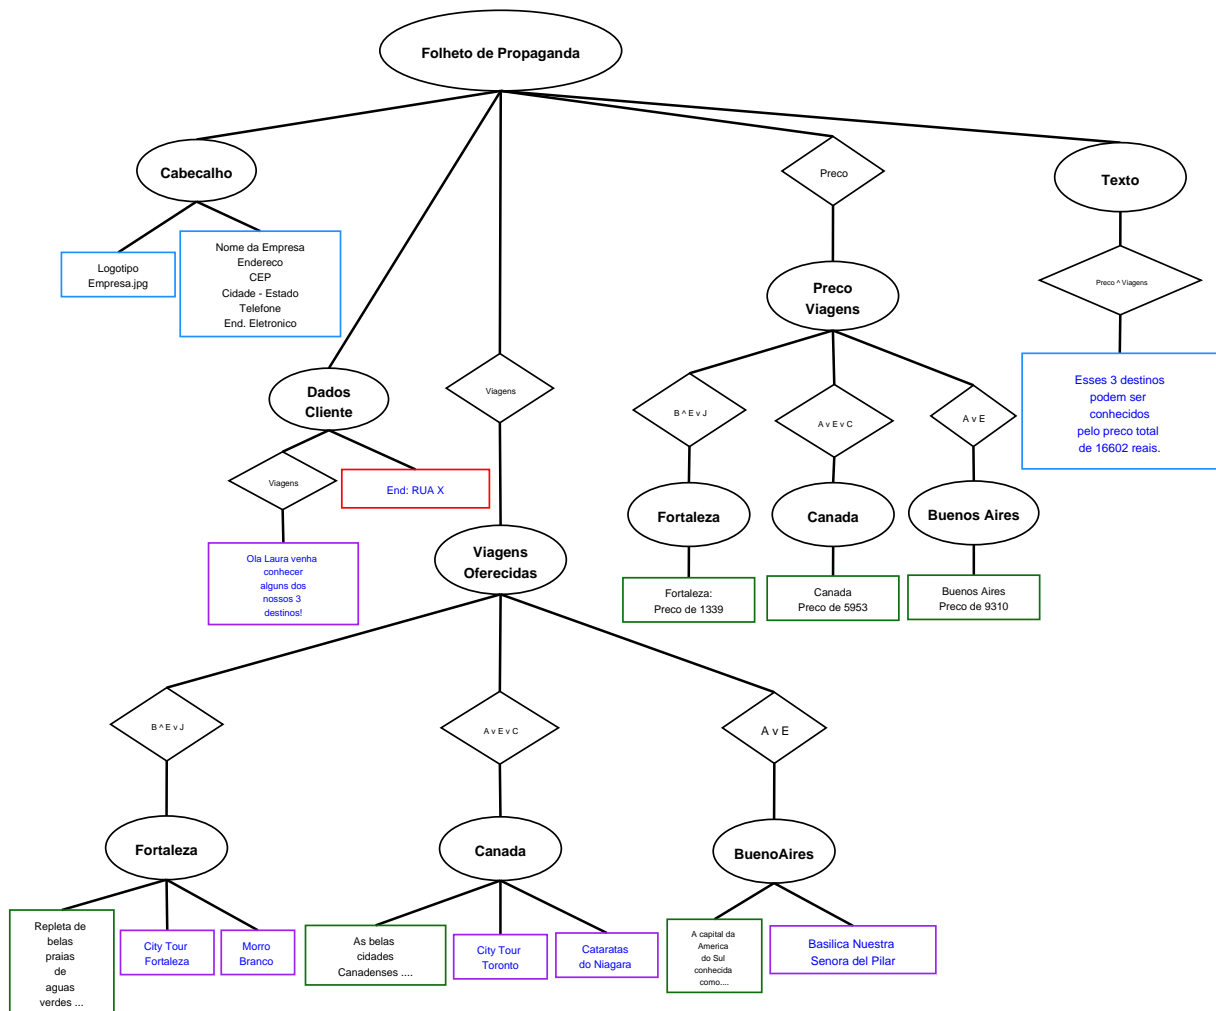 Folheto de Propaganda
Cabecalho
Preco
Texto
Logotipo
Empresa.jpg
Nome da Empresa
Endereco
CEP
Cidade - Estado
Telefone
End. Eletronico
Preco
Viagens
Preco ^ Viagens
Dados
Cliente
Viagens
B ^ E v J
A v E v C
A v E
Esses 3 destinos
podem ser
conhecidos
pelo preco total
de 16602 reais.
Viagens
End: RUA X
Fortaleza
Canada
Buenos Aires
Ola Laura venha
conhecer
alguns dos
nossos 3
destinos!
Viagens
Oferecidas
Fortaleza:
Preco de 1339
Canada
Preco de 5953
Buenos Aires
Preco de 9310
B ^ E v J
A v E v C
A v E
Fortaleza
Canada
BuenoAires
Repleta de
belas
praias
de
aguas
verdes ...
City Tour
Fortaleza
Morro
Branco
As belas
cidades
Canadenses ....
City Tour
Toronto
Cataratas
do Niagara
A capital da
America
do Sul
conhecida
como....
Basilica Nuestra
Senora del Pilar